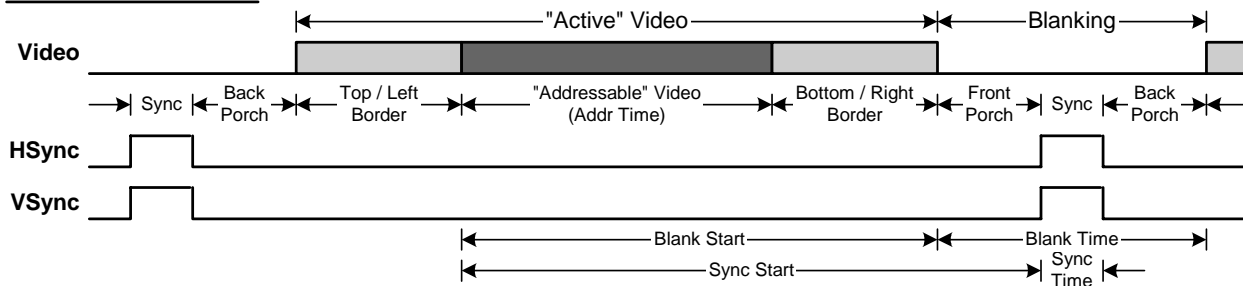 "Active" Video
Blanking
Video
Sync
Back
Porch
Top / Left
Border
"Addressable" Video
(Addr Time)
Bottom / Right
Border
Front
Porch
Sync
Back
Porch
HSync
VSync
Blank Start
Blank Time
Sync Start
Sync
Time